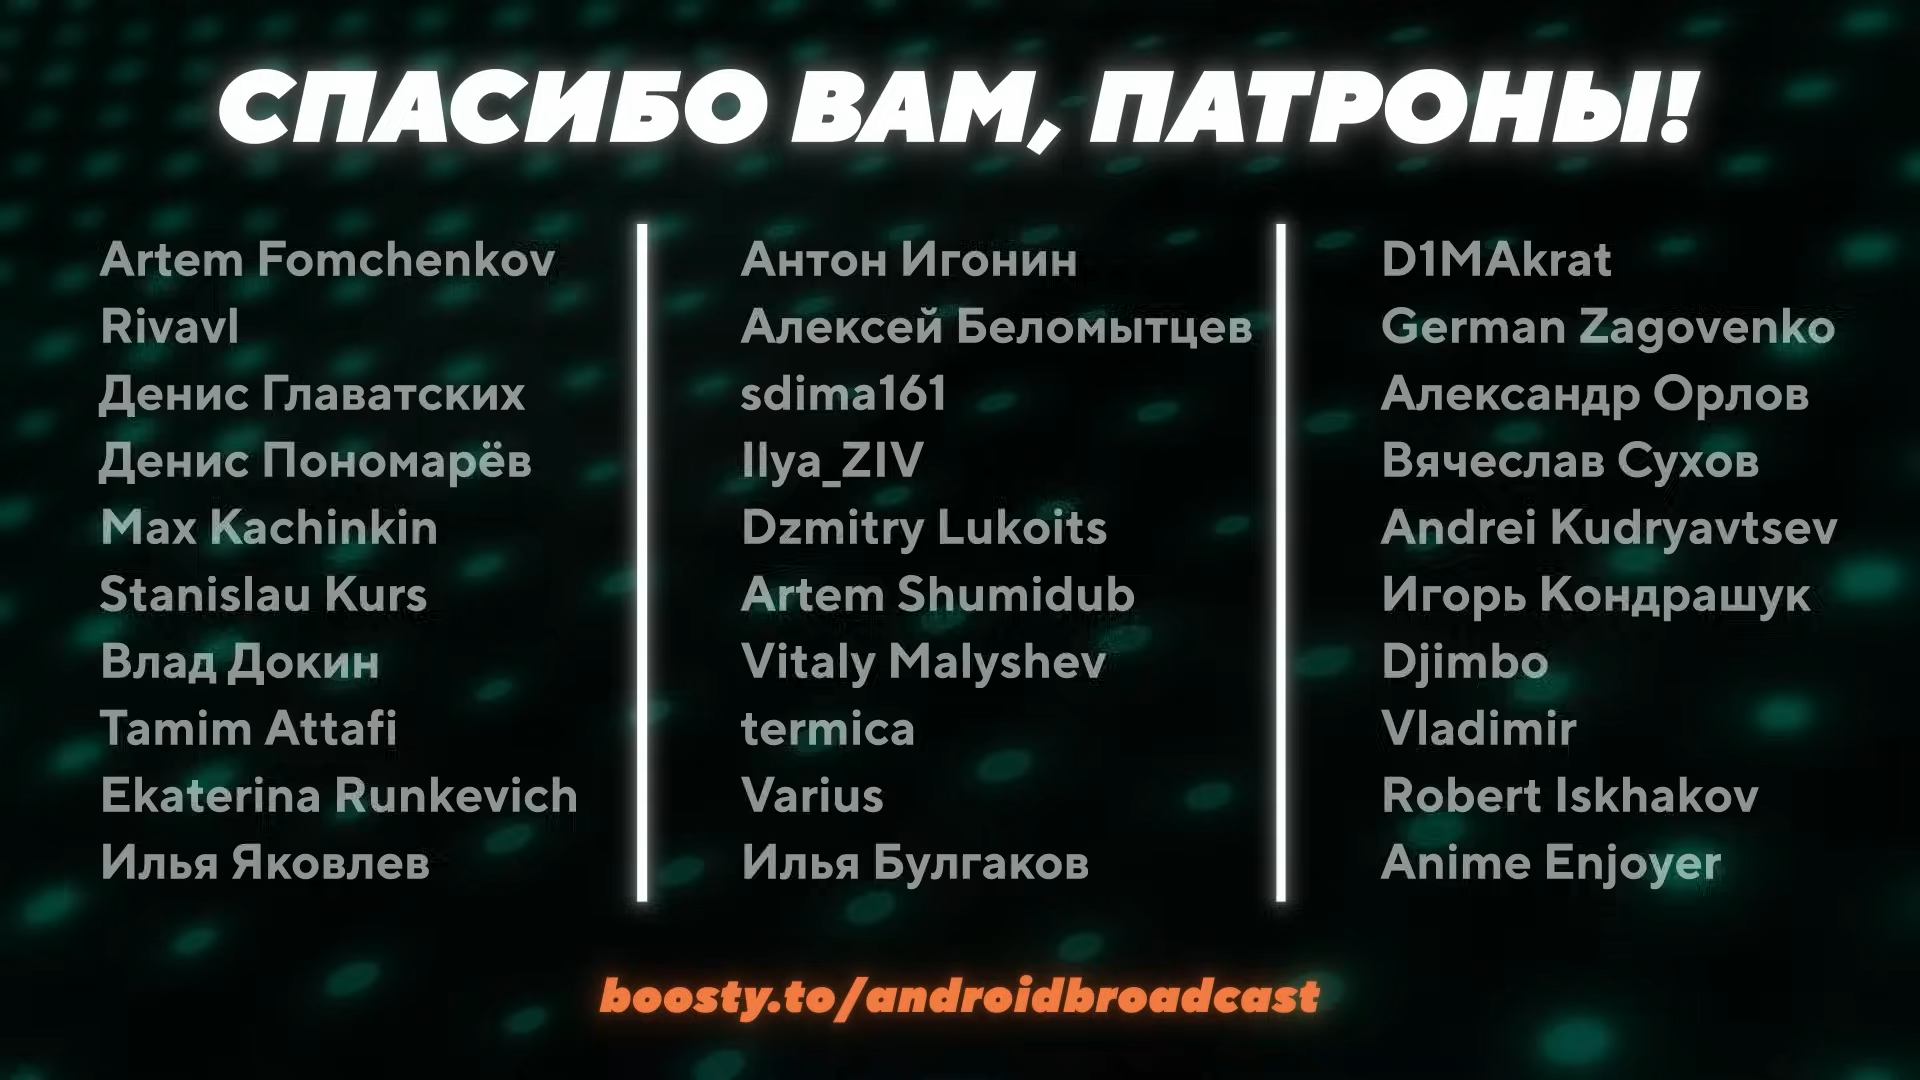 СПАСИБО ВАМ, ПАТРОНЫ!
Artem Fomchenkov
Rivavl
Денис Главатских
Денис Пономарёв
Max Kachinkin
Stanislau Kurs
Влад Докин
Tamim Attafi
Ekaterina Runkevich
Илья Яковлев
Антон Игонин
Алексей Беломытцев
sdima161
Ilya_ZIV
Dzmitry Lukoits
Artem Shumidub
Vitaly Malyshev
termica
Varius
Илья Булгаков
D1MAkrat
German Zagovenko
Александр Орлов
Вячеслав Сухов
Andrei Kudryavtsev
Игорь Кондрашук
Djimbo
Vladimir
Robert Iskhakov
Anime Enjoyer
boosty.to/androidbroadcast